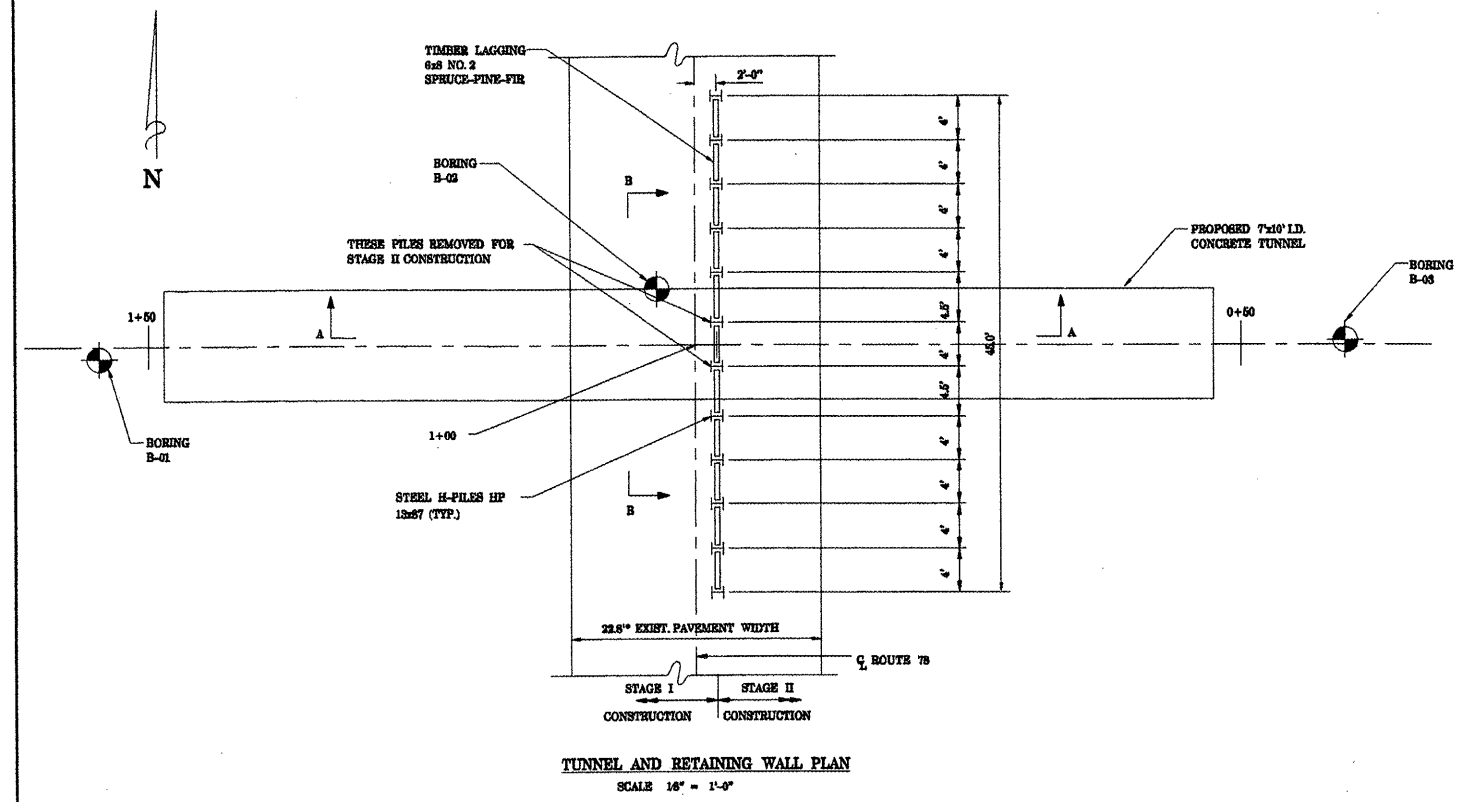 TIMBER LAGGING
6x8 NO. 2
SPRUCE-PINE-FIR
2'-0"
N
BORING
B-02
B
4'
4'
4'
4'
THESE PILES REMOVED FOR
STAGE II CONSTRUCTION
PROPOSED 7'x10' I.D.
CONCRETE TUNNEL
BORING
B-03
1+50
A
A
0+50
4.5'
4'
4.5'
45.0'
BORING
B-01
1+00
STEEL H-PILES HP
13x87 (TYP.)
B
4'
4'
4'
4'
22.8'± EXIST. PAVEMENT WIDTH
℄ ROUTE 78
STAGE I
CONSTRUCTION
STAGE II
CONSTRUCTION
TUNNEL AND RETAINING WALL PLAN
SCALE 1/8" = 1'-0"